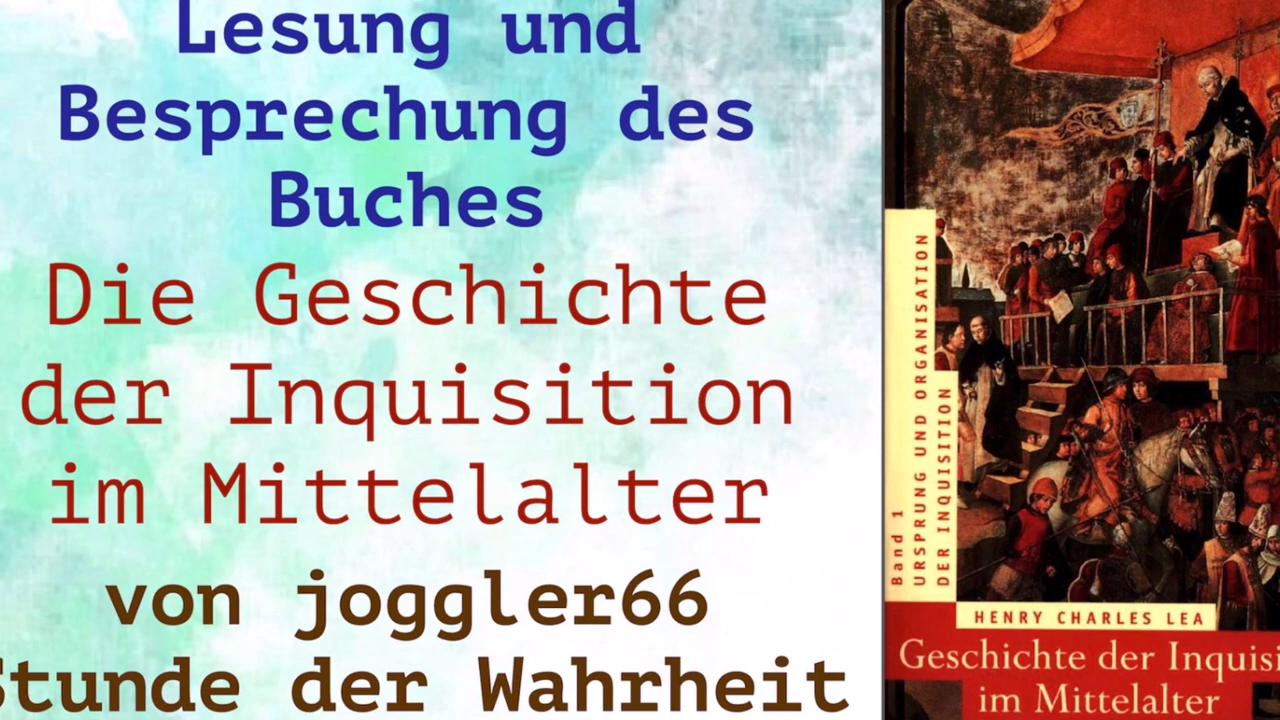 Lesung und
Besprechung des
Buches
Die Geschichte
der Inquisition
im Mittelalter
von joggler66
Stunde der Wahrheit
Band 1
URSPRUNG UND ORGANISATION
DER INQUISITION
HENRY CHARLES LEA
Geschichte der Inquisi
im Mittelalter